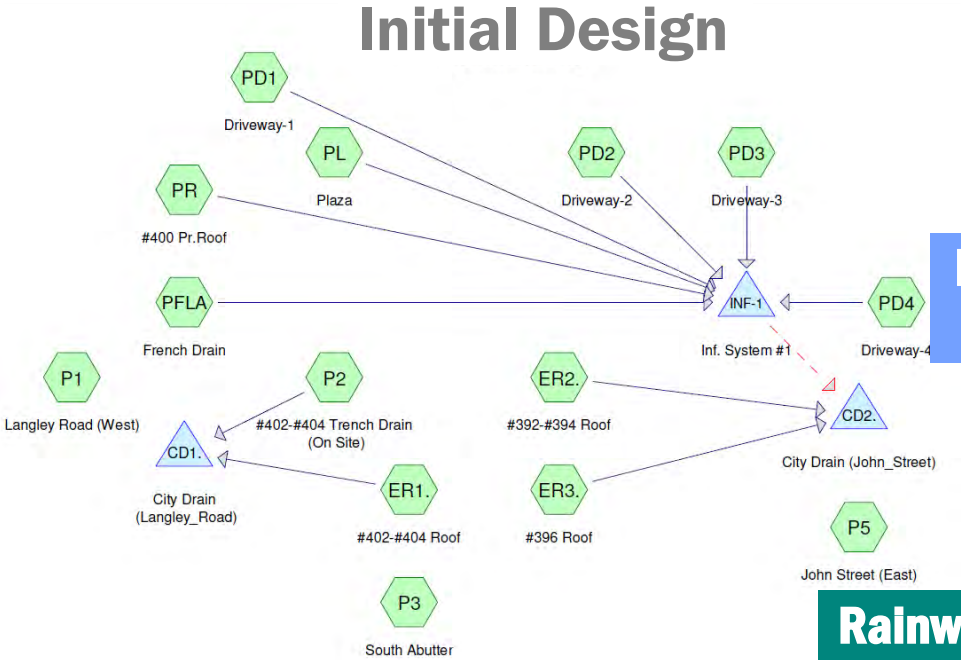 Initial Design
PD1
Driveway-1
PL
Plaza
PD2
Driveway-2
PD3
Driveway-3
PR
#400 Pr.Roof
PFLA
French Drain
INF-1
Inf. System #1
PD4
Driveway-4
P1
Langley Road (West)
P2
#402-#404 Trench Drain
(On Site)
ER2.
#392-#394 Roof
CD2.
City Drain (John_Street)
CD1.
City Drain
(Langley_Road)
ER1.
#402-#404 Roof
ER3.
#396 Roof
P5
John Street (East)
P3
South Abutter